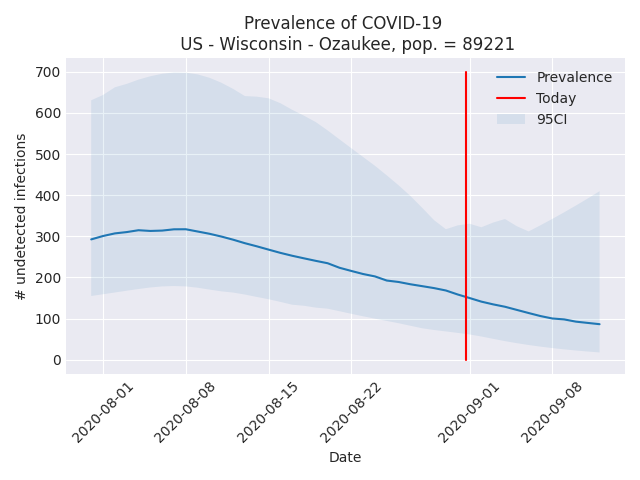 Prevalence of COVID-19
US - Wisconsin - Ozaukee, pop. = 89221
700
600
500
400
300
200
100
0
# undetected infections
Prevalence
Today
95CI
2020-08-01
2020-08-08
2020-08-15
2020-08-22
2020-09-01
2020-09-08
Date